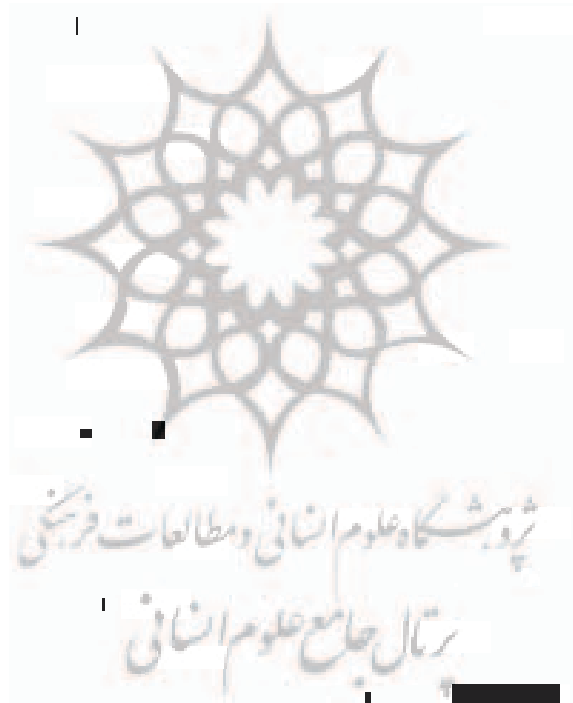 پژوهشگاه علوم انسانی و مطالعات فرهنگی
پرتال جامع علوم انسانی